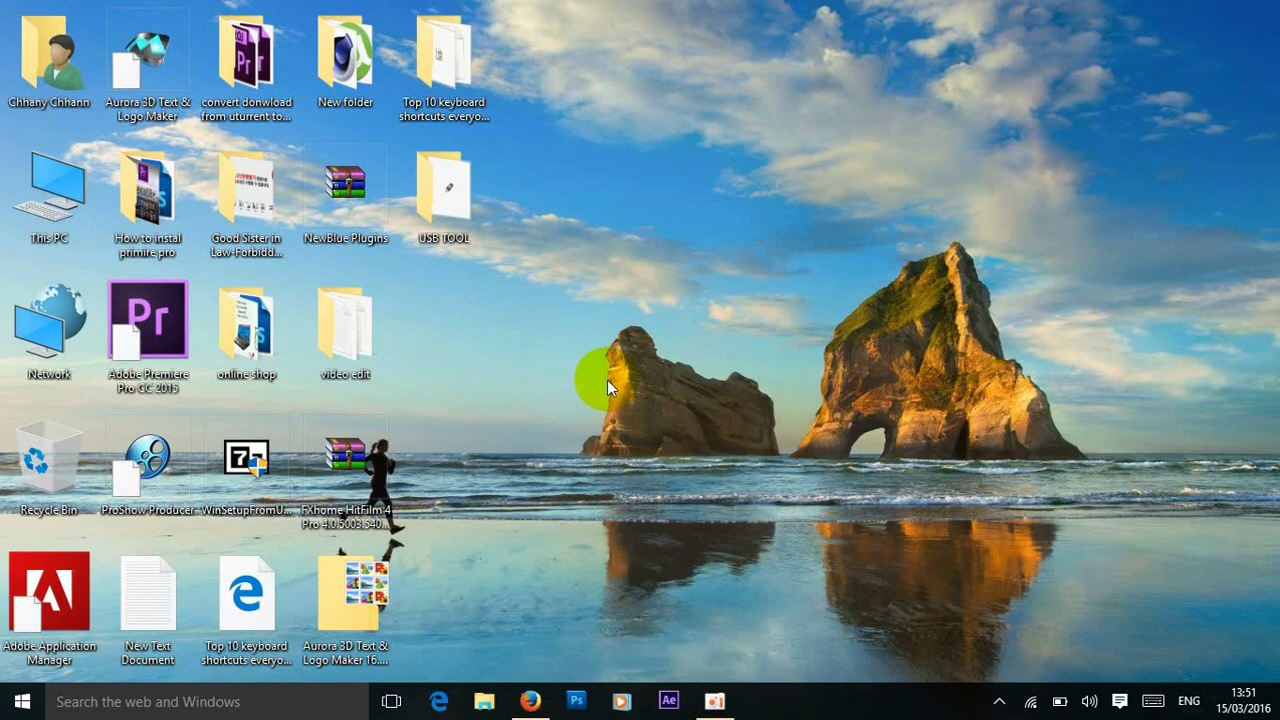 Chhany Chhann
Aurora 3D Text &
Logo Maker
convert donwload
from uturrent to...
New folder
Top 10 keyboard
shortcuts everyo...
This PC
How to instal
primire pro
Good Sister in
Law-Forbidd...
NewBlue Plugins
USB TOOL
Network
Pr
Adobe Premiere
Pro CC 2015
online shop
video edit
Recycle Bin
ProShow Producer
WinSetupFromU...
FXhome HitFilm 4
Pro 4.0.5003.540...
Adobe Application
Manager
New Text
Document
Top 10 keyboard
shortcuts everyo...
Aurora 3D Text &
Logo Maker 16....
Search the web and Windows
Ps
Ae
ENG
13:51
15/03/2016